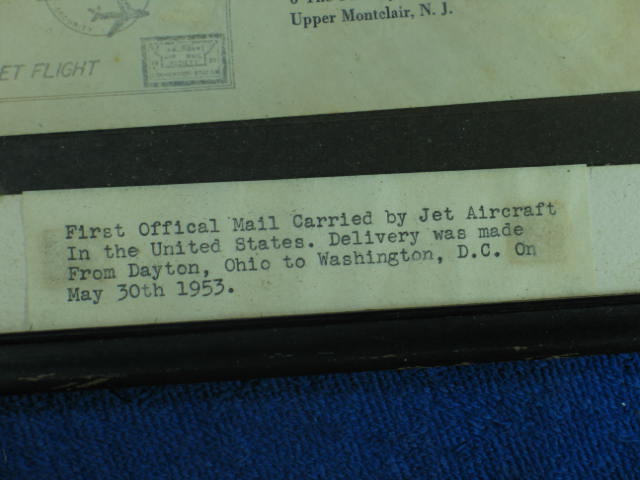 Upper Montclair, N. J.
SECURITY
ET FLIGHT
First Offical Mail Carried by Jet Aircraft
In the United States. Delivery was made
From Dayton, Ohio to Washington, D.C. On
May 30th 1953.